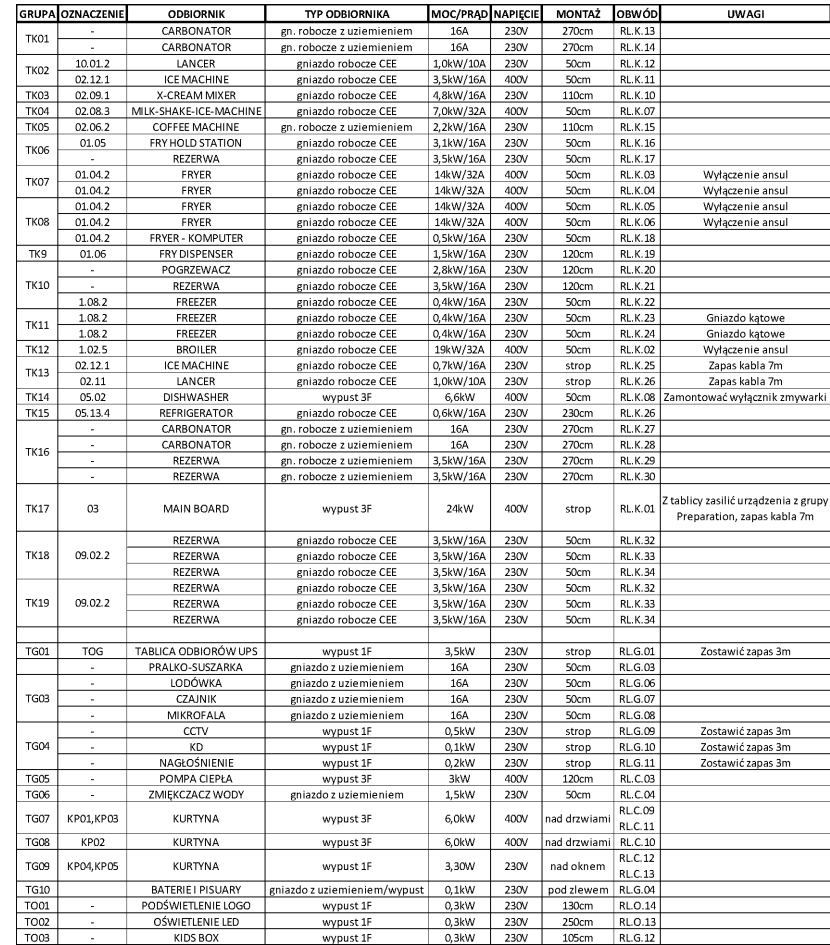 GRUPA OZNACZENIE ODBIORNIK TYP ODBIORNIKA MOC/PRĄD NAPIĘCIE MONTAŻ OBWÓD UWAGI
TK01 - CARBONATOR gn. robocze z uziemieniem 16A 230V 270cm RL.K.13
- CARBONATOR gn. robocze z uziemieniem 16A 230V 270cm RL.K.14
TK02 10.01.2 LANCER gniazdo robocze CEE 1,0kW/10A 230V 50cm RL.K.12
02.12.1 ICE MACHINE gniazdo robocze CEE 3,5kW/16A 400V 50cm RL.K.11
TK03 02.09.1 X-CREAM MIXER gniazdo robocze CEE 4,8kW/16A 230V 110cm RL.K.10
TK04 02.08.3 MILK-SHAKE-ICE-MACHINE gniazdo robocze CEE 7,0kW/32A 400V 50cm RL.K.07
TK05 02.06.2 COFFEE MACHINE gn. robocze z uziemieniem 2,2kW/16A 230V 110cm RL.K.15
TK06 01.05 FRY HOLD STATION gniazdo robocze CEE 3,1kW/16A 230V 50cm RL.K.16
- REZERWA gniazdo robocze CEE 3,5kW/16A 230V 50cm RL.K.17
TK07 01.04.2 FRYER gniazdo robocze CEE 14kW/32A 400V 50cm RL.K.03 Wyłączenie ansul
01.04.2 FRYER gniazdo robocze CEE 14kW/32A 400V 50cm RL.K.04 Wyłączenie ansul
TK08 01.04.2 FRYER gniazdo robocze CEE 14kW/32A 400V 50cm RL.K.05 Wyłączenie ansul
01.04.2 FRYER gniazdo robocze CEE 14kW/32A 400V 50cm RL.K.06 Wyłączenie ansul
01.04.2 FRYER - KOMPUTER gniazdo robocze CEE 0,5kW/16A 230V 50cm RL.K.18
TK9 01.06 FRY DISPENSER gniazdo robocze CEE 1,5kW/16A 230V 120cm RL.K.19
TK10 - POGRZEWACZ gniazdo robocze CEE 2,8kW/16A 230V 120cm RL.K.20
- REZERWA gniazdo robocze CEE 3,5kW/16A 230V 120cm RL.K.21
1.08.2 FREEZER gniazdo robocze CEE 0,4kW/16A 230V 50cm RL.K.22
TK11 1.08.2 FREEZER gniazdo robocze CEE 0,4kW/16A 230V 50cm RL.K.23 Gniazdo kątowe
1.08.2 FREEZER gniazdo robocze CEE 0,4kW/16A 230V 50cm RL.K.24 Gniazdo kątowe
TK12 1.02.5 BROILER gniazdo robocze CEE 19kW/32A 400V 50cm RL.K.02 Wyłączenie ansul
TK13 02.12.1 ICE MACHINE gniazdo robocze CEE 0,7kW/16A 230V strop RL.K.25 Zapas kabla 7m
02.11 LANCER gniazdo robocze CEE 1,0kW/10A 230V strop RL.K.26 Zapas kabla 7m
TK14 05.02 DISHWASHER wypust 3F 6,6kW 400V 50cm RL.K.08 Zamontować wyłącznik zmywarki
TK15 05.13.4 REFRIGERATOR gniazdo robocze CEE 0,6kW/16A 230V 230cm RL.K.26
TK16 - CARBONATOR gn. robocze z uziemieniem 16A 230V 270cm RL.K.27
- CARBONATOR gn. robocze z uziemieniem 16A 230V 270cm RL.K.28
- REZERWA gn. robocze z uziemieniem 3,5kW/16A 230V 270cm RL.K.29
- REZERWA gn. robocze z uziemieniem 3,5kW/16A 230V 270cm RL.K.30
TK17 03 MAIN BOARD wypust 3F 24kW 400V strop RL.K.01 Z tablicy zasilić urządzenia z grupy
Preparation, zapas kabla 7m
TK18 09.02.2 REZERWA gniazdo robocze CEE 3,5kW/16A 230V 50cm RL.K.32
REZERWA gniazdo robocze CEE 3,5kW/16A 230V 50cm RL.K.33
REZERWA gniazdo robocze CEE 3,5kW/16A 230V 50cm RL.K.34
TK19 09.02.2 REZERWA gniazdo robocze CEE 3,5kW/16A 230V 50cm RL.K.32
REZERWA gniazdo robocze CEE 3,5kW/16A 230V 50cm RL.K.33
REZERWA gniazdo robocze CEE 3,5kW/16A 230V 50cm RL.K.34
TG01 TOG TABLICA ODBIORÓW UPS wypust 1F 3,5kW 230V strop RL.G.01 Zostawić zapas 3m
- PRALKO-SUSZARKA gniazdo z uziemieniem 16A 230V 50cm RL.G.03
TG03 - LODÓWKA gniazdo z uziemieniem 16A 230V 50cm RL.G.06
- CZAJNIK gniazdo z uziemieniem 16A 230V 50cm RL.G.07
- MIKROFALA gniazdo z uziemieniem 16A 230V 50cm RL.G.08
TG04 - CCTV wypust 1F 0,5kW 230V strop RL.G.09 Zostawić zapas 3m
- KD wypust 1F 0,1kW 230V strop RL.G.10 Zostawić zapas 3m
- NAGŁOŚNIENIE wypust 1F 0,2kW 230V strop RL.G.11 Zostawić zapas 3m
TG05 - POMPA CIEPŁA wypust 3F 3kW 400V 120cm RL.C.03
TG06 - ZMIĘKCZACZ WODY gniazdo z uziemieniem 1,5kW 230V 50cm RL.C.04
TG07 KP01,KP03 KURTYNA wypust 3F 6,0kW 400V nad drzwiami RL.C.09
RL.C.11
TG08 KP02 KURTYNA wypust 3F 6,0kW 400V nad drzwiami RL.C.10
TG09 KP04,KP05 KURTYNA wypust 1F 3,30W 230V nad oknem RL.C.12
RL.C.13
TG10 BATERIE I PISUARY gniazdo z uziemieniem/wypust 0,1kW 230V pod zlewem RL.G.04
TO01 - PODŚWIETLENIE LOGO wypust 1F 0,3kW 230V 130cm RL.O.14
TO02 - OŚWIETLENIE LED wypust 1F 0,3kW 230V 250cm RL.O.13
TO03 - KIDS BOX wypust 1F 0,3kW 230V 105cm RL.G.12